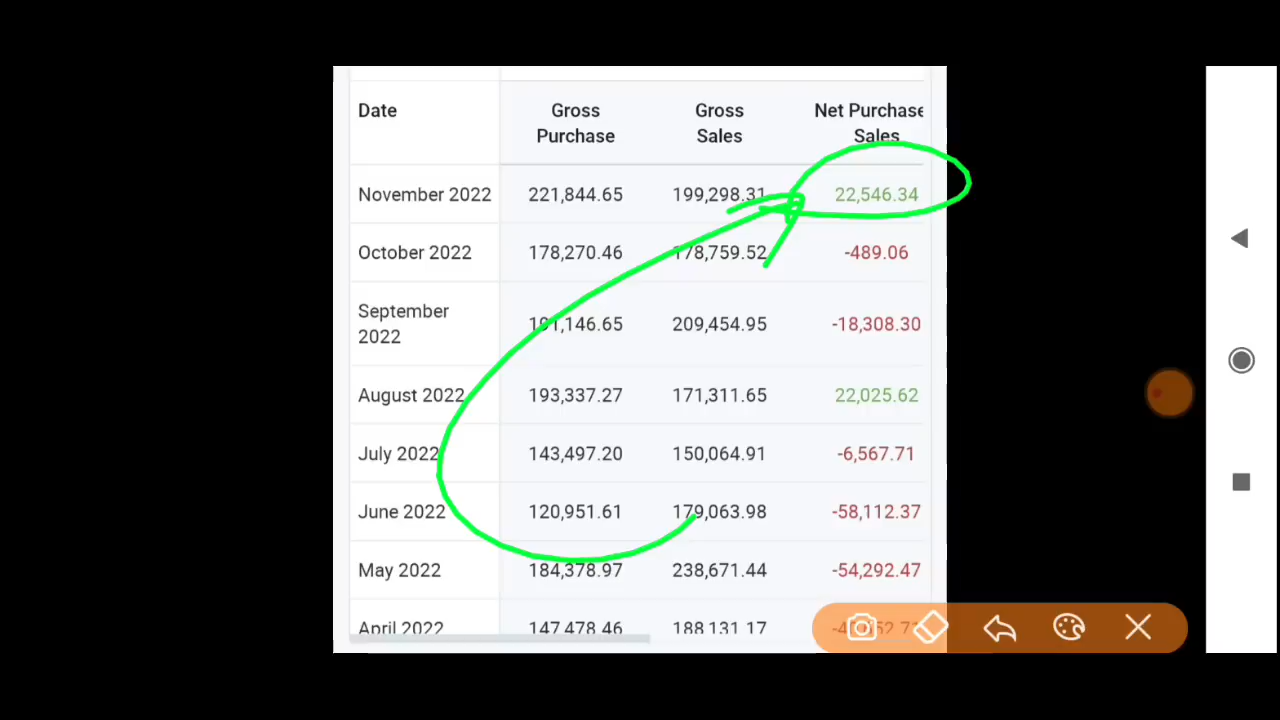 Date Gross Purchase Gross Sales Net Purchase Sales
November 2022 221,844.65 199,298.31 22,546.34
October 2022 178,270.46 178,759.52 -489.06
September 2022 191,146.65 209,454.95 -18,308.30
August 2022 193,337.27 171,311.65 22,025.62
July 2022 143,497.20 150,064.91 -6,567.71
June 2022 120,951.61 179,063.98 -58,112.37
May 2022 184,378.97 238,671.44 -54,292.47
April 2022 147,478.46 188,131.17